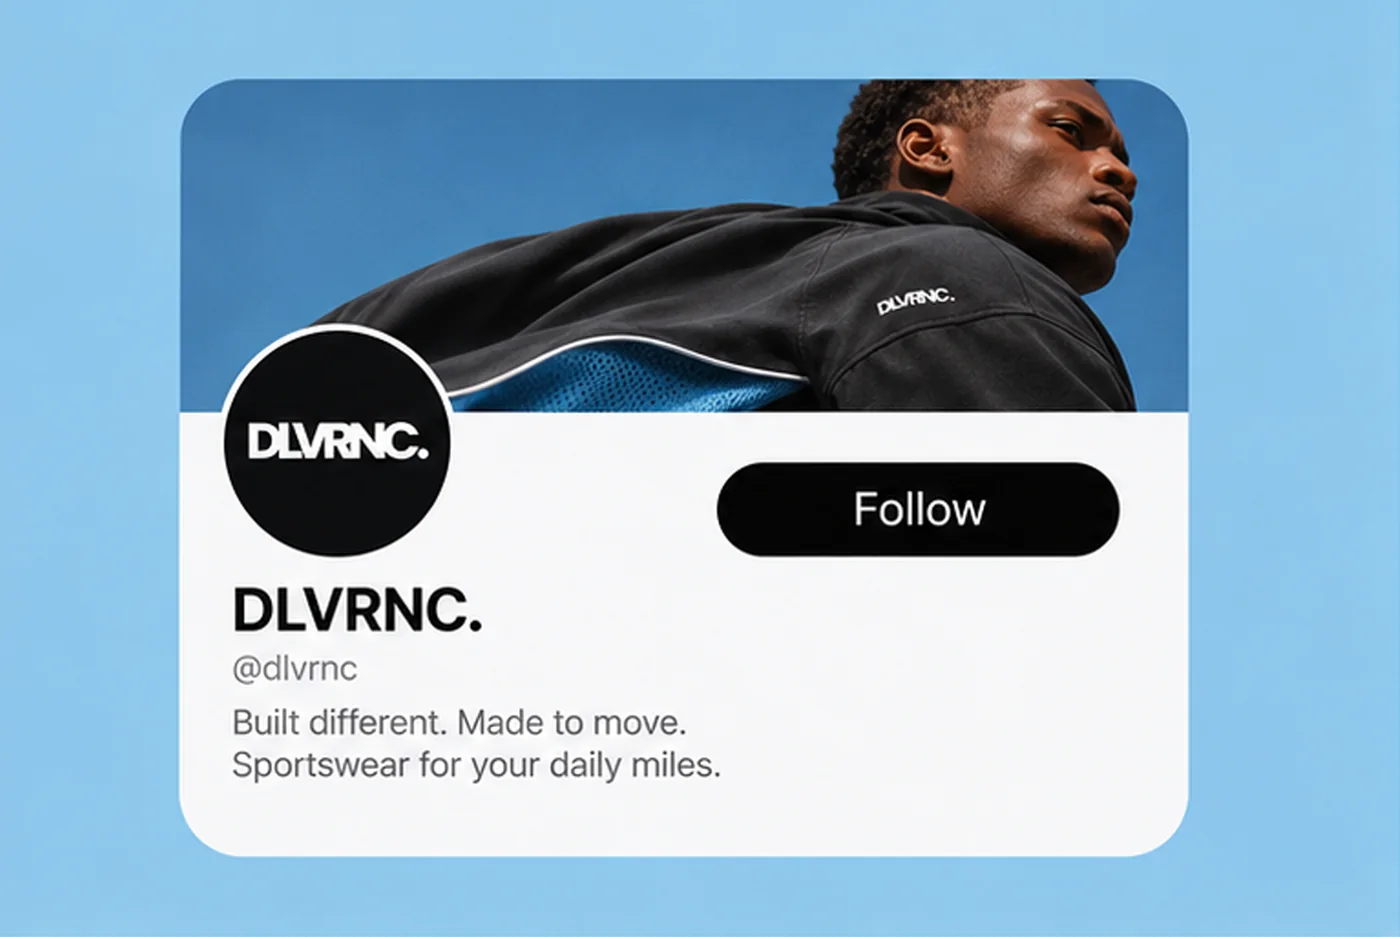 DLVRNC.
DLVRNC.
Follow
DLVRNC.
@dlvrnc
Built different. Made to move.
Sportswear for your daily miles.